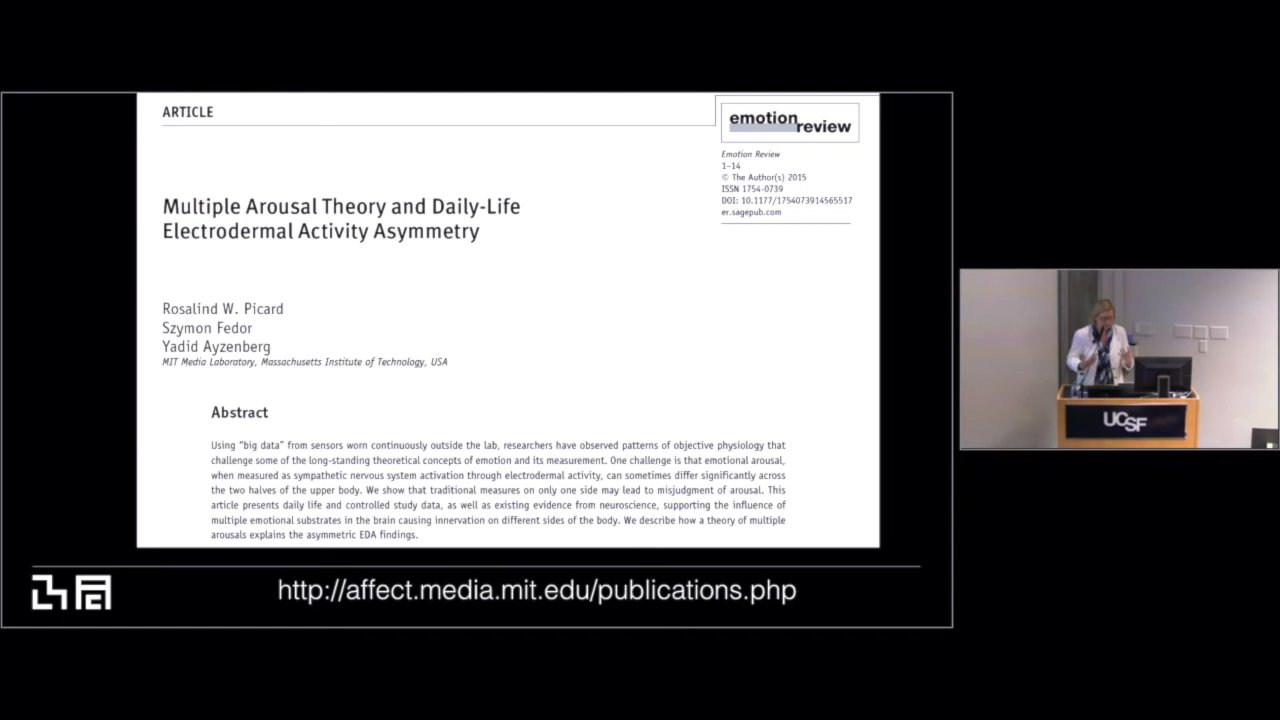 ARTICLE
emotion
review
Emotion Review
1–14
© The Author(s) 2015
ISSN 1754-0739
DOI: 10.1177/1754073914565517
er.sagepub.com
Multiple Arousal Theory and Daily-Life
Electrodermal Activity Asymmetry
Rosalind W. Picard
Szymon Fedor
Yadid Ayzenberg
MIT Media Laboratory, Massachusetts Institute of Technology, USA
Abstract
Using “big data” from sensors worn continuously outside the lab, researchers have observed patterns of objective physiology that
challenge some of the long-standing theoretical concepts of emotion and its measurement. One challenge is that emotional arousal,
when measured as sympathetic nervous system activation through electrodermal activity, can sometimes differ significantly across
the two halves of the upper body. We show that traditional measures on only one side may lead to misjudgment of arousal. This
article presents daily life and controlled study data, as well as existing evidence from neuroscience, supporting the influence of
multiple emotional substrates in the brain causing innervation on different sides of the body. We describe how a theory of multiple
arousals explains the asymmetric EDA findings.
http://affect.media.mit.edu/publications.php
UCSF